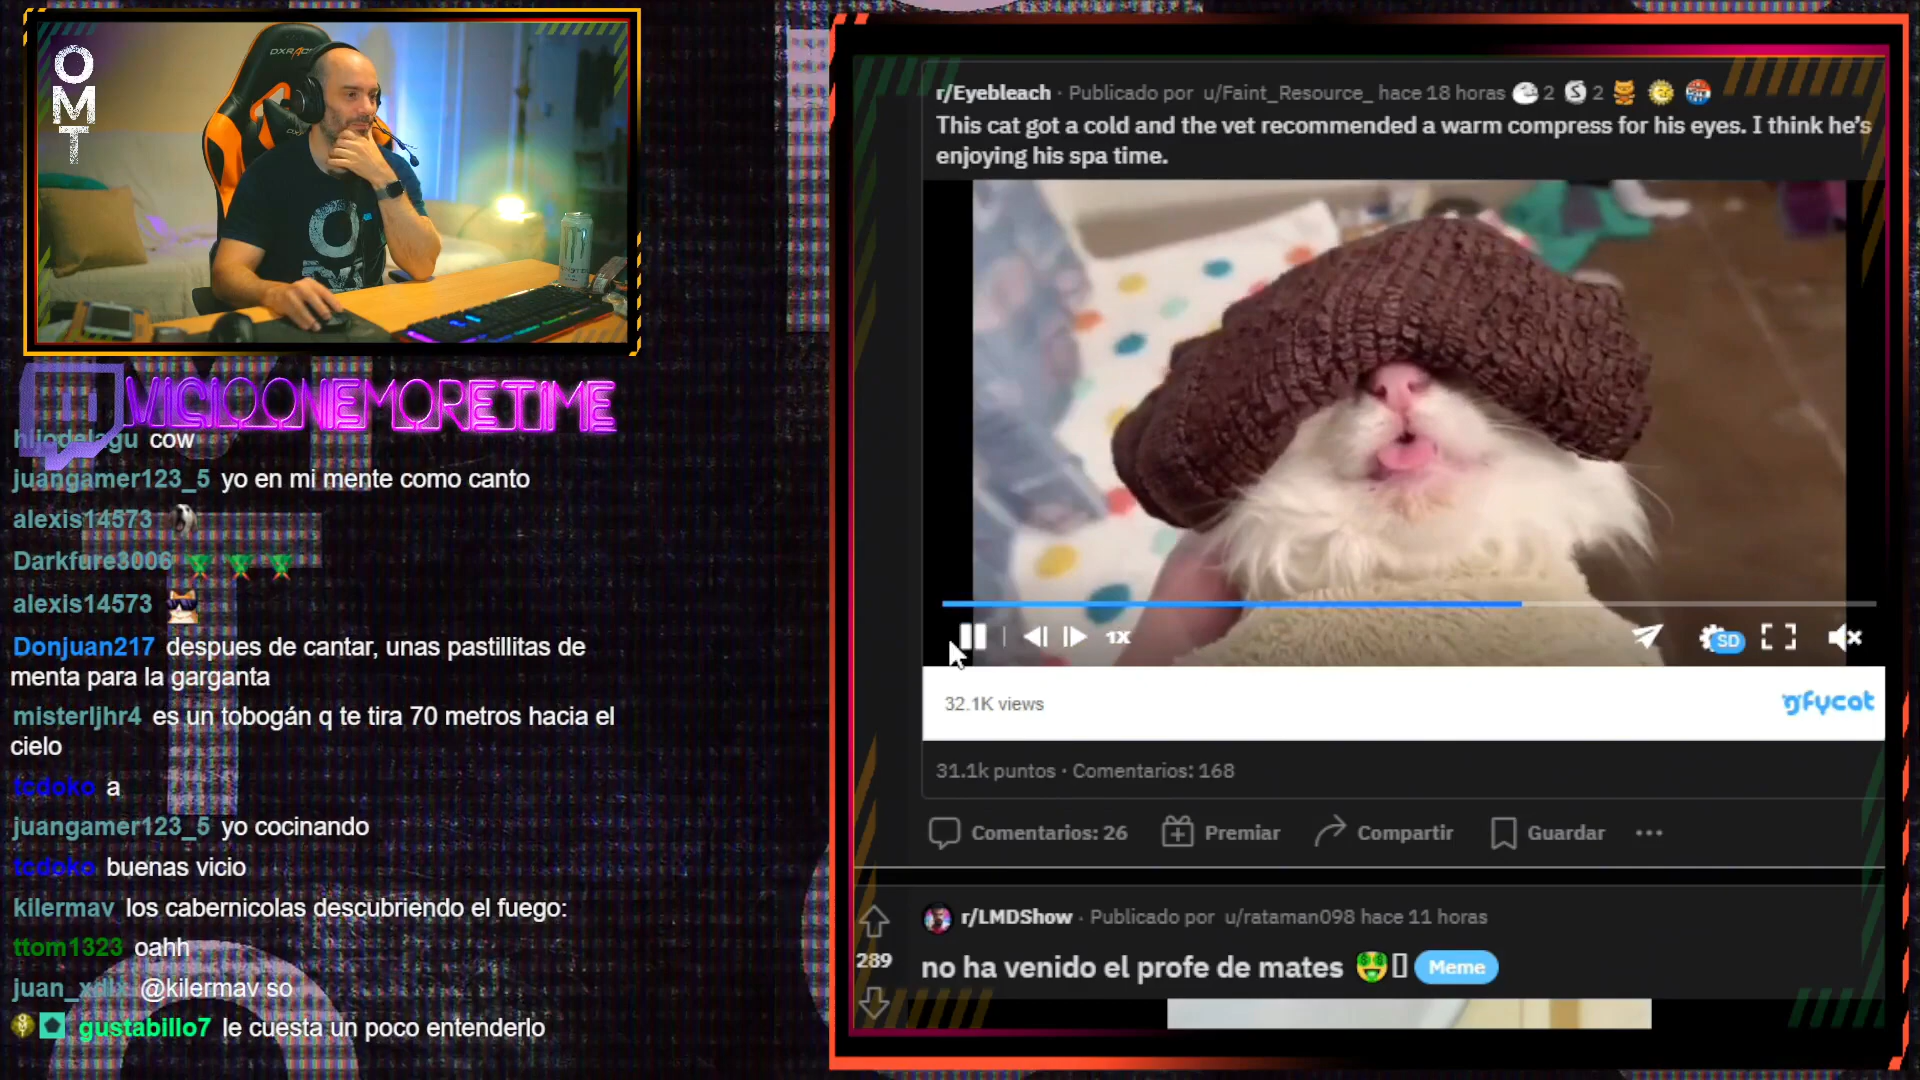 O
M
T
DXRACER
VICIOONEMORETIME
hijodelagu cow
juangamer123_5 yo en mi mente como canto
alexis14573
Darkfure3006
alexis14573
Donjuan217 despues de cantar, unas pastillitas de
menta para la garganta
misterljhr4 es un tobogán q te tira 70 metros hacia el
cielo
tcdoko a
juangamer123_5 yo cocinando
tcdoko buenas vicio
kilermav los cabernicolas descubriendo el fuego:
ttom1323 oahh
juan_xdlx @kilermav so
gustabillo7 le cuesta un poco entenderlo
r/Eyebleach · Publicado por u/Faint_Resource_ hace 18 horas 2 2
This cat got a cold and the vet recommended a warm compress for his eyes. I think he's
enjoying his spa time.
1X
SD
32.1K views
gfycat
31.1k puntos · Comentarios: 168
Comentarios: 26 Premiar Compartir Guardar
r/LMDShow · Publicado por u/rataman098 hace 11 horas
289
no ha venido el profe de mates 🤑 Meme